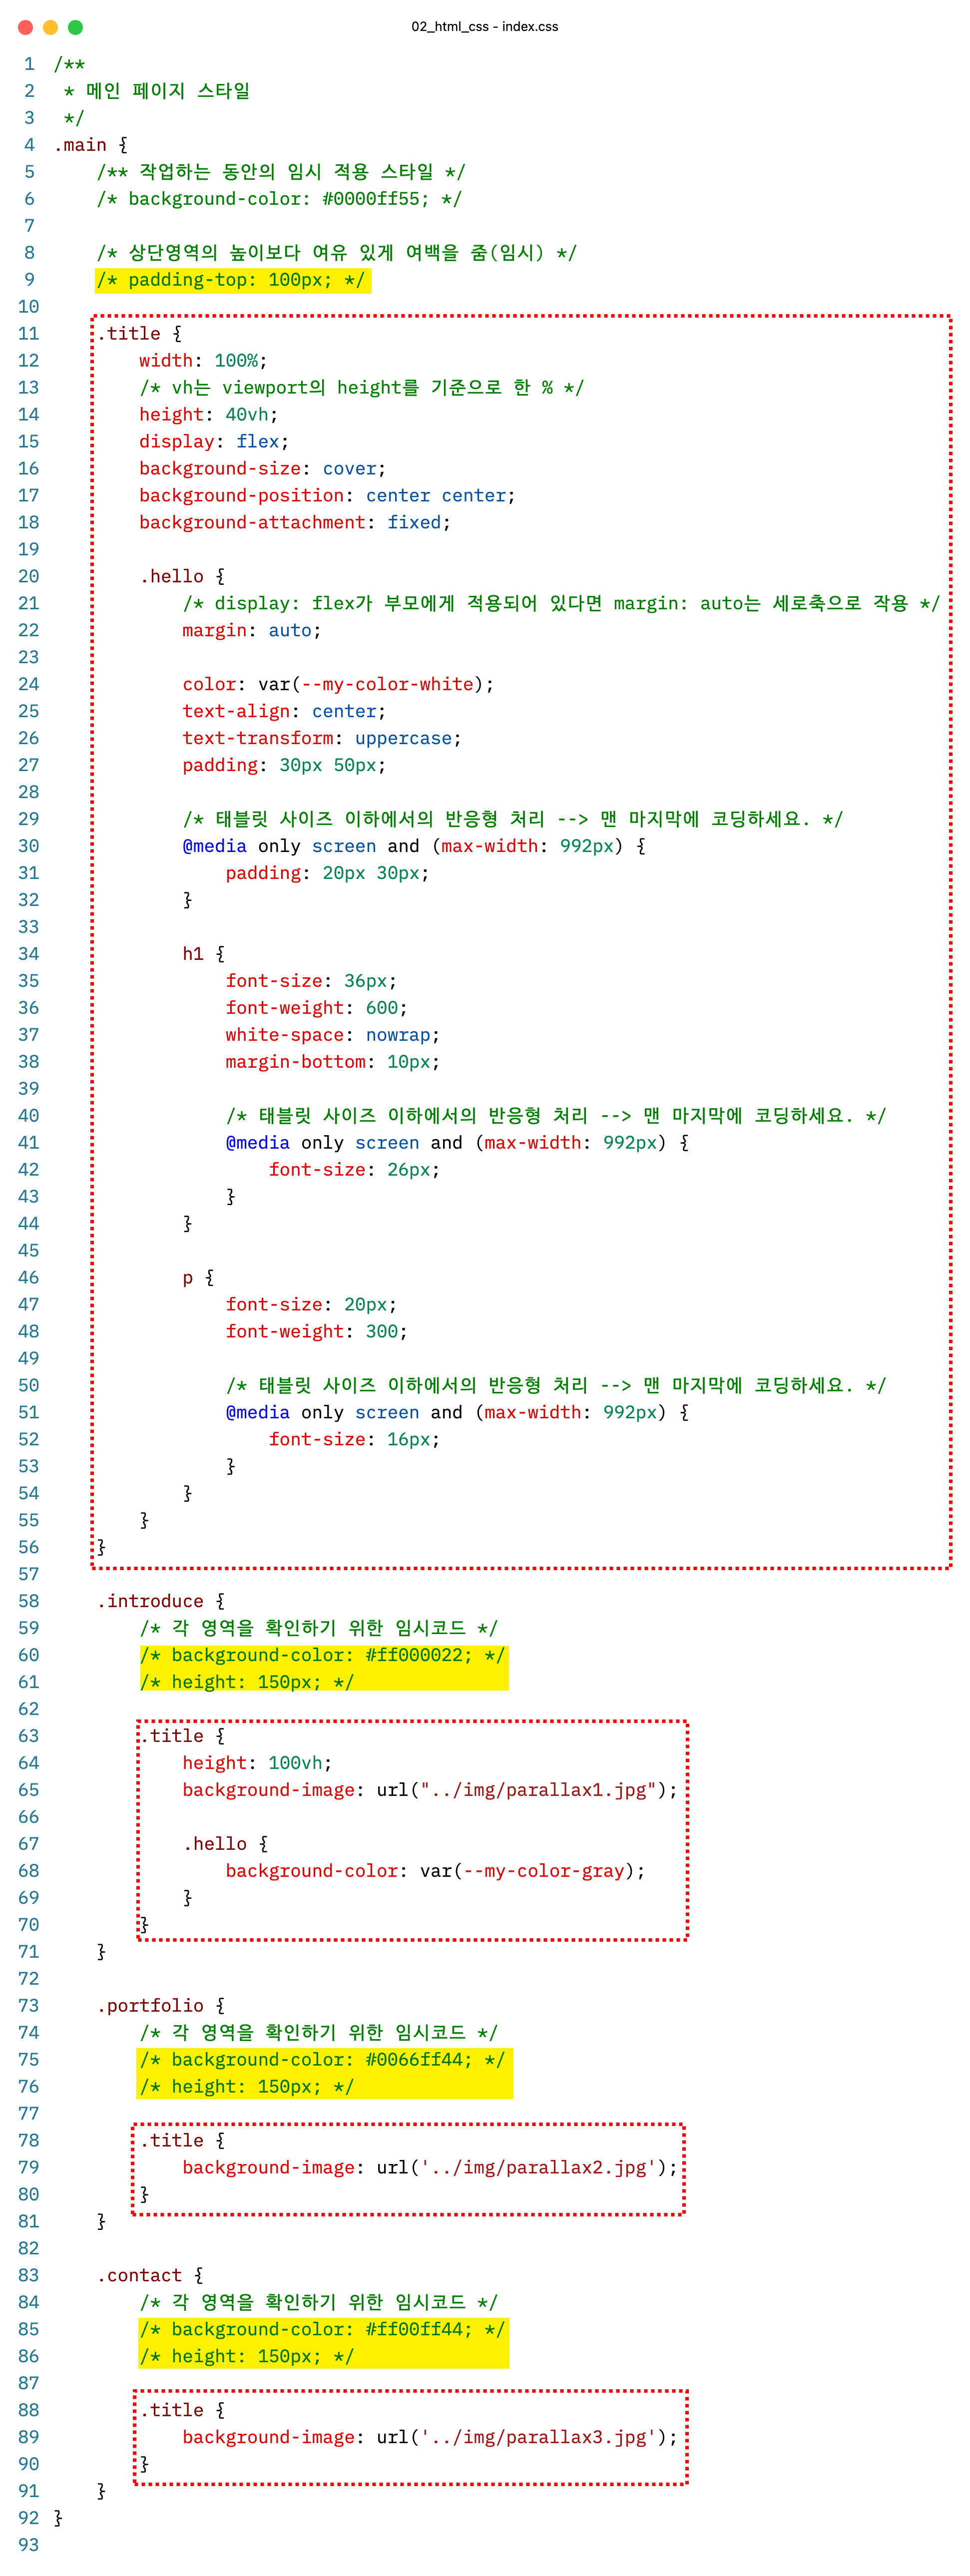 02_html_css - index.css
1 /**
2  * 메인 페이지 스타일
3  */
4 .main {
5     /** 작업하는 동안의 임시 적용 스타일 */
6     /* background-color: #0000ff55; */
7
8     /* 상단영역의 높이보다 여유 있게 여백을 줌(임시) */
9     /* padding-top: 100px; */
10
11     .title {
12         width: 100%;
13         /* vh는 viewport의 height를 기준으로 한 % */
14         height: 40vh;
15         display: flex;
16         background-size: cover;
17         background-position: center center;
18         background-attachment: fixed;
19
20         .hello {
21             /* display: flex가 부모에게 적용되어 있다면 margin: auto는 세로축으로 작용 */
22             margin: auto;
23
24             color: var(--my-color-white);
25             text-align: center;
26             text-transform: uppercase;
27             padding: 30px 50px;
28
29             /* 태블릿 사이즈 이하에서의 반응형 처리 --> 맨 마지막에 코딩하세요. */
30             @media only screen and (max-width: 992px) {
31                 padding: 20px 30px;
32             }
33
34             h1 {
35                 font-size: 36px;
36                 font-weight: 600;
37                 white-space: nowrap;
38                 margin-bottom: 10px;
39
40                 /* 태블릿 사이즈 이하에서의 반응형 처리 --> 맨 마지막에 코딩하세요. */
41                 @media only screen and (max-width: 992px) {
42                     font-size: 26px;
43                 }
44             }
45
46             p {
47                 font-size: 20px;
48                 font-weight: 300;
49
50                 /* 태블릿 사이즈 이하에서의 반응형 처리 --> 맨 마지막에 코딩하세요. */
51                 @media only screen and (max-width: 992px) {
52                     font-size: 16px;
53                 }
54             }
55         }
56     }
57
58     .introduce {
59         /* 각 영역을 확인하기 위한 임시코드 */
60         /* background-color: #ff000022; */
61         /* height: 150px; */
62
63         .title {
64             height: 100vh;
65             background-image: url("../img/parallax1.jpg");
66
67             .hello {
68                 background-color: var(--my-color-gray);
69             }
70         }
71     }
72
73     .portfolio {
74         /* 각 영역을 확인하기 위한 임시코드 */
75         /* background-color: #0066ff44; */
76         /* height: 150px; */
77
78         .title {
79             background-image: url('../img/parallax2.jpg');
80         }
81     }
82
83     .contact {
84         /* 각 영역을 확인하기 위한 임시코드 */
85         /* background-color: #ff00ff44; */
86         /* height: 150px; */
87
88         .title {
89             background-image: url('../img/parallax3.jpg');
90         }
91     }
92 }
93